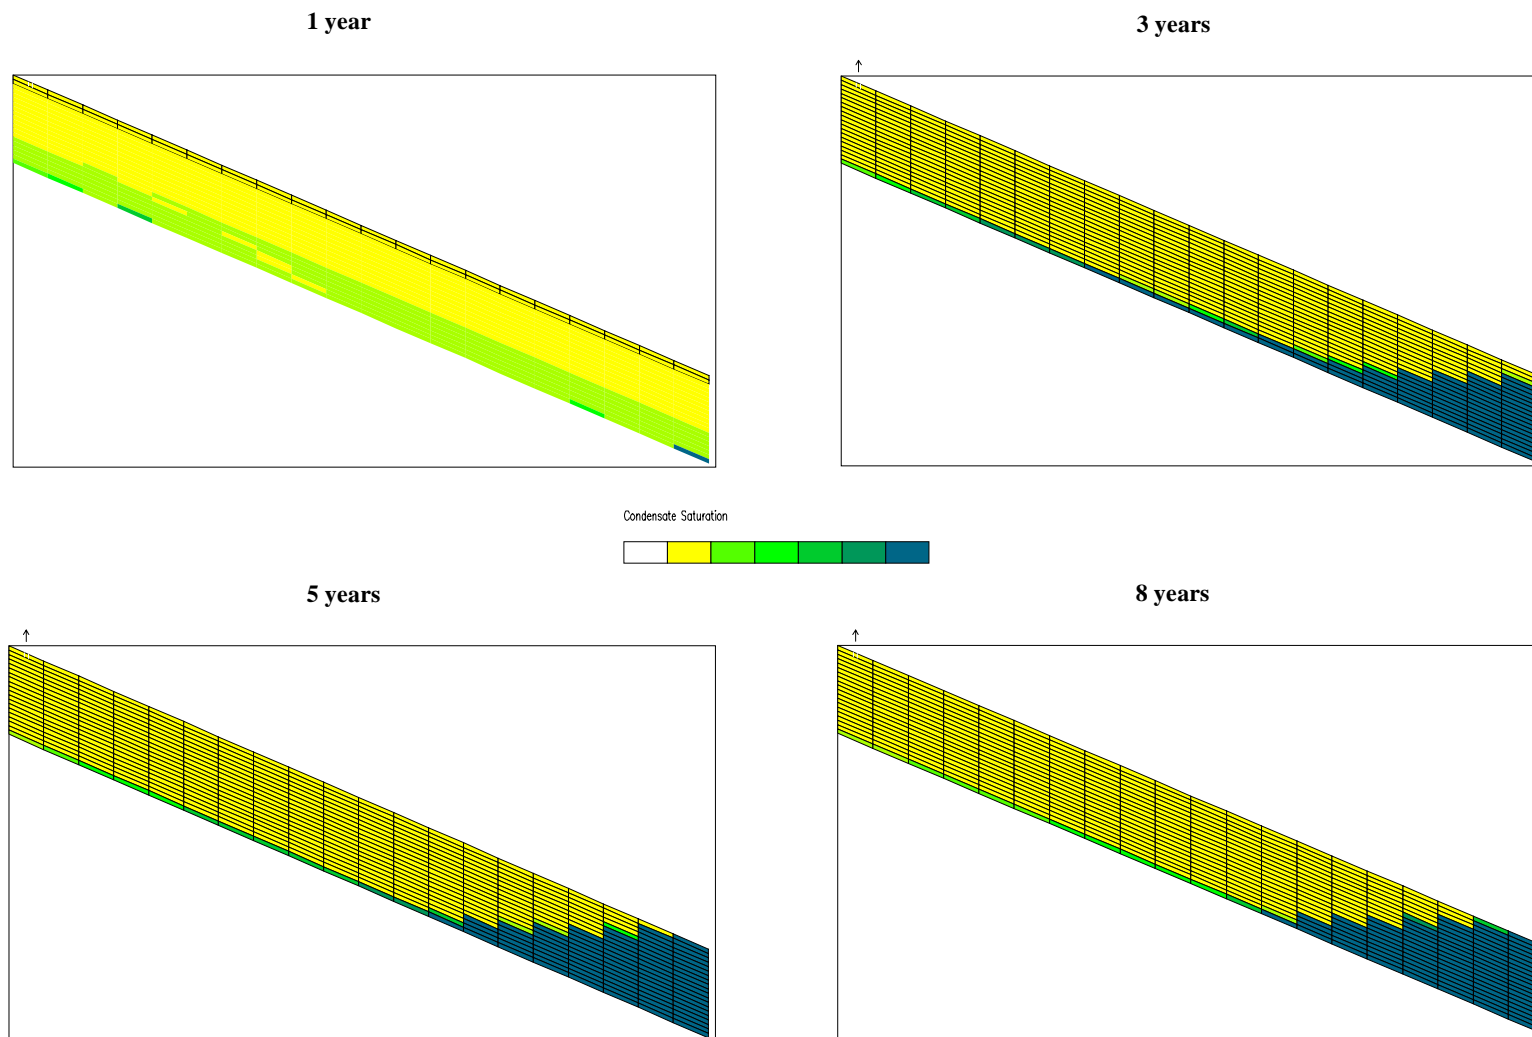 1 year
3 years
Condensate Saturation
5 years
8 years